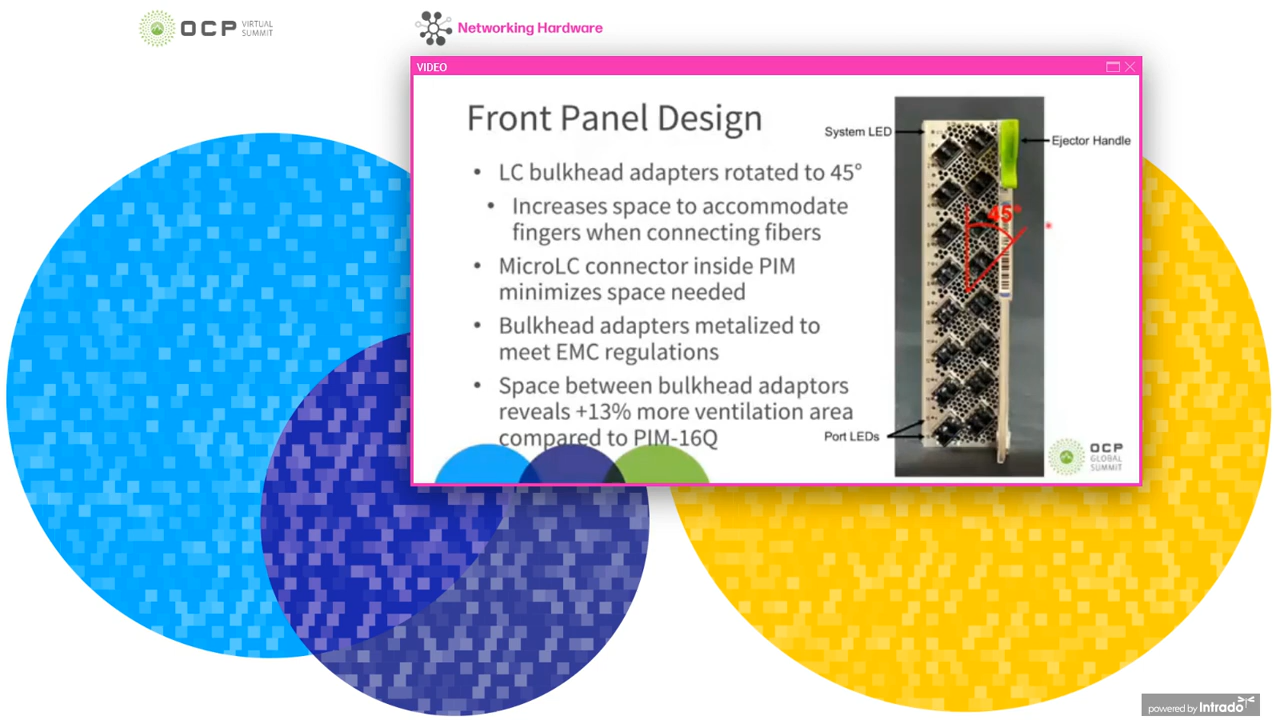 OCP VIRTUAL SUMMIT
Networking Hardware
VIDEO
Front Panel Design
• LC bulkhead adapters rotated to 45°
• Increases space to accommodate
fingers when connecting fibers
• MicroLC connector inside PIM
minimizes space needed
• Bulkhead adapters metalized to
meet EMC regulations
• Space between bulkhead adaptors
reveals +13% more ventilation area
compared to PIM-16Q
System LED
Ejector Handle
45°
Port LEDs
OCP GLOBAL SUMMIT
powered by Intrado